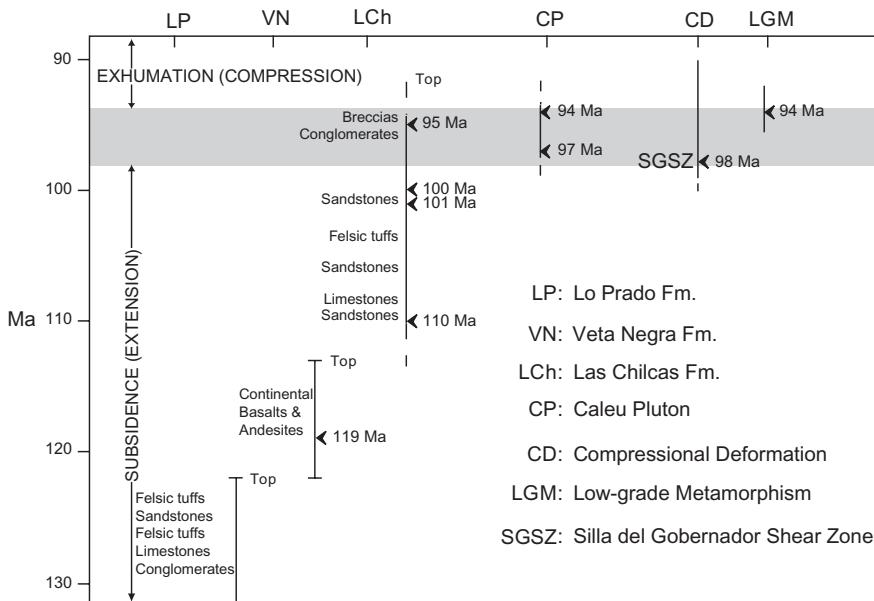 LP VN LCh CP CD LGM
90
EXHUMATION (COMPRESSION)
Top
Breccias
Conglomerates
95 Ma
94 Ma
97 Ma
SGSZ
98 Ma
94 Ma
100
100 Ma
Sandstones
101 Ma
Felsic tuffs
Sandstones
Limestones
Sandstones
110 Ma
Ma
110
SUBSIDENCE (EXTENSION)
Top
Continental
Basalts &
Andesites
119 Ma
120
Top
Felsic tuffs
Sandstones
Felsic tuffs
Limestones
Conglomerates
130
LP: Lo Prado Fm.
VN: Veta Negra Fm.
LCh: Las Chilcas Fm.
CP: Caleu Pluton
CD: Compressional Deformation
LGM: Low-grade Metamorphism
SGSZ: Silla del Gobernador Shear Zone